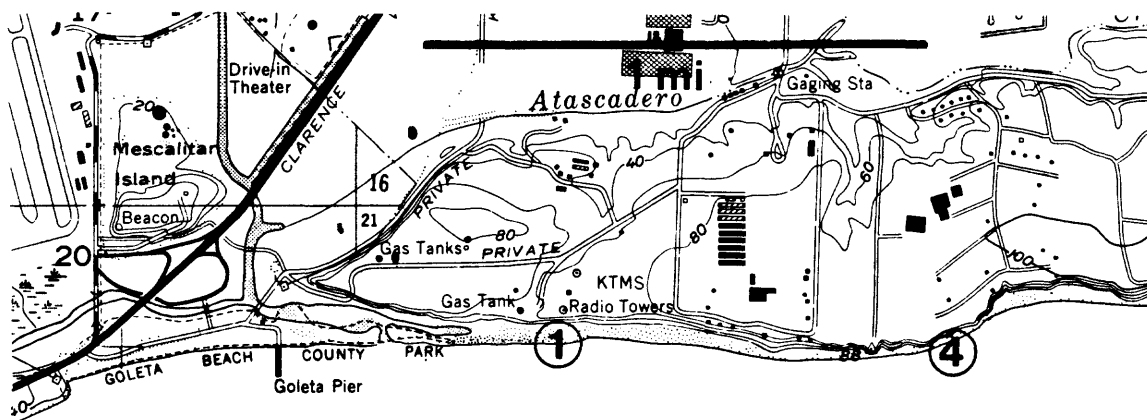 17
1 mi
Drive-in
Theater
Gaging Sta
Atascadero
20
CLARENCE
Mescalitan
Island
40
16
PRIVATE
60
Beacon
21
80 PRIVATE
80
Gas Tanks
20
100
KTMS
Gas Tank
Radio Towers
1
4
88
GOLETA BEACH COUNTY PARK
Goleta Pier
40